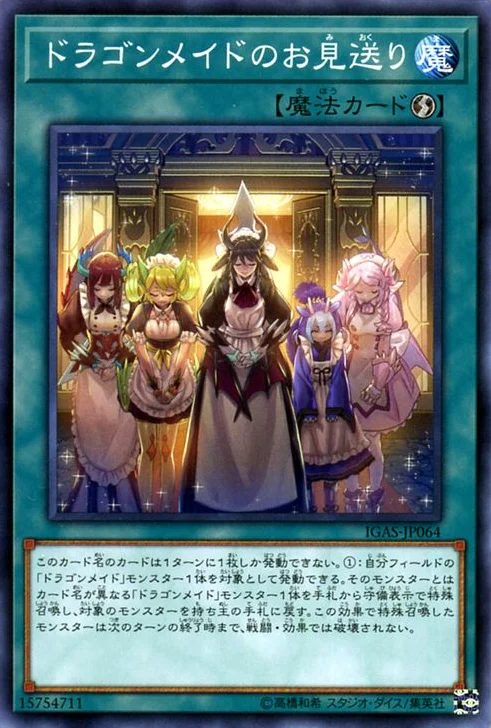 ドラゴンメイドのお見送り 魔
【魔法カード】
IGAS-JP064
このカード名のカードは1ターンに1枚しか発動できない。①：自分フィールドの
「ドラゴンメイド」モンスター1体を対象として発動できる。そのモンスターとは
カード名が異なる「ドラゴンメイド」モンスター1体を手札から守備表示で特殊
召喚し、対象のモンスターを持ち主の手札に戻す。この効果で特殊召喚した
モンスターは次のターンの終了時まで、戦闘・効果では破壊されない。
15754711 ©高橋和希 スタジオ・ダイス/集英社